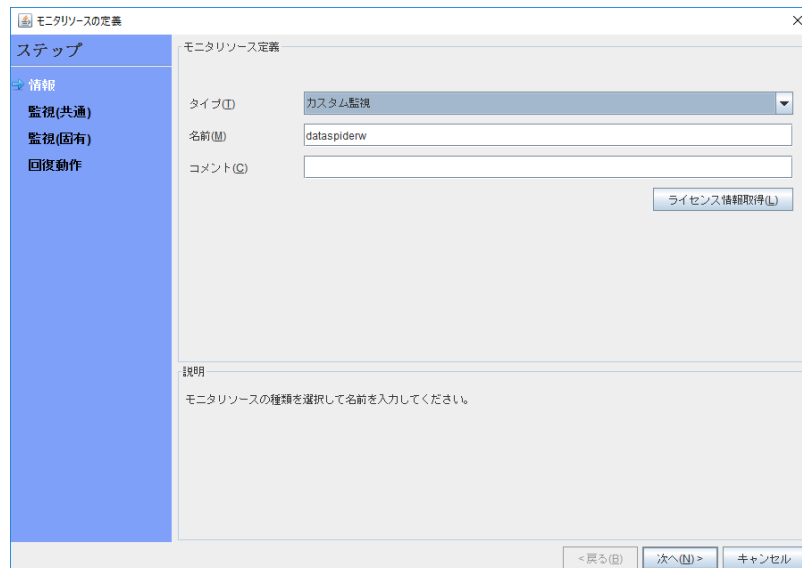 モニタリソースの定義
ステップ
情報
監視(共通)
監視(固有)
回復動作
モニタリソース定義
タイプ(T)
カスタム監視
名前(M)
dataspiderw
コメント(C)
ライセンス情報取得(L)
説明
モニタリソースの種類を選択して名前を入力してください。
<戻る(B)
次へ(N)>
キャンセル